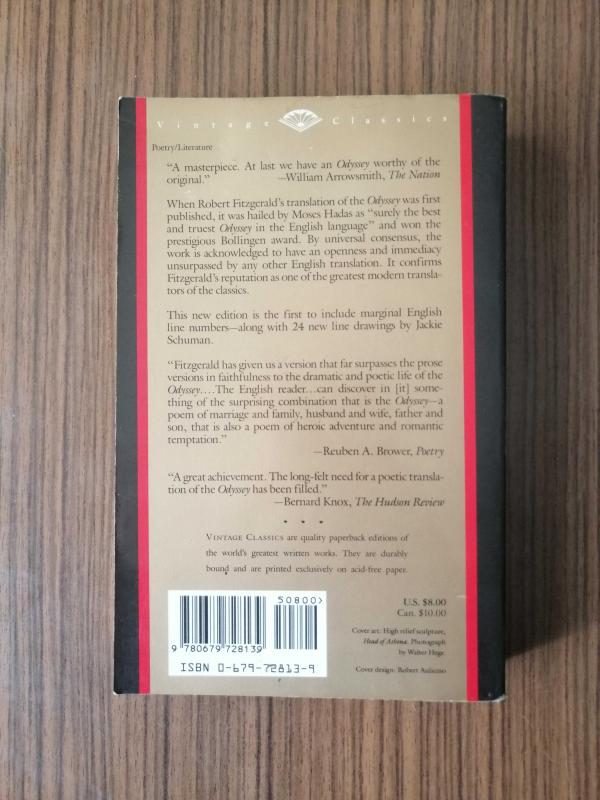 Vintage Classics
Poetry/Literature
“A masterpiece. At last we have an Odyssey worthy of the
original.” —William Arrowsmith, The Nation
When Robert Fitzgerald’s translation of the Odyssey was first
published, it was hailed by Moses Hadas as “surely the best
and truest Odyssey in the English language” and won the
prestigious Bollingen award. By universal consensus, the
work is acknowledged to have an openness and immediacy
unsurpassed by any other English translation. It confirms
Fitzgerald’s reputation as one of the greatest modern transla-
tors of the classics.
This new edition is the first to include marginal English
line numbers—along with 24 new line drawings by Jackie
Schuman.
“Fitzgerald has given us a version that far surpasses the prose
versions in faithfulness to the dramatic and poetic life of the
Odyssey....The English reader...can discover in [it] some-
thing of the surprising combination that is the Odyssey—a
poem of marriage and family, husband and wife, father and
son, that is also a poem of heroic adventure and romantic
temptation.”
—Reuben A. Brower, Poetry
“A great achievement. The long-felt need for a poetic transla-
tion of the Odyssey has been filled.”
—Bernard Knox, The Hudson Review
• • •
VINTAGE CLASSICS are quality paperback editions of
the world’s greatest written works. They are durably
bound and are printed exclusively on acid-free paper.
50800>
9 780679 728139
ISBN 0-679-72813-9
U.S. $8.00
Can. $10.00
Cover art: High relief sculpture,
Head of Athena. Photograph
by Walter Hege
Cover design: Robert